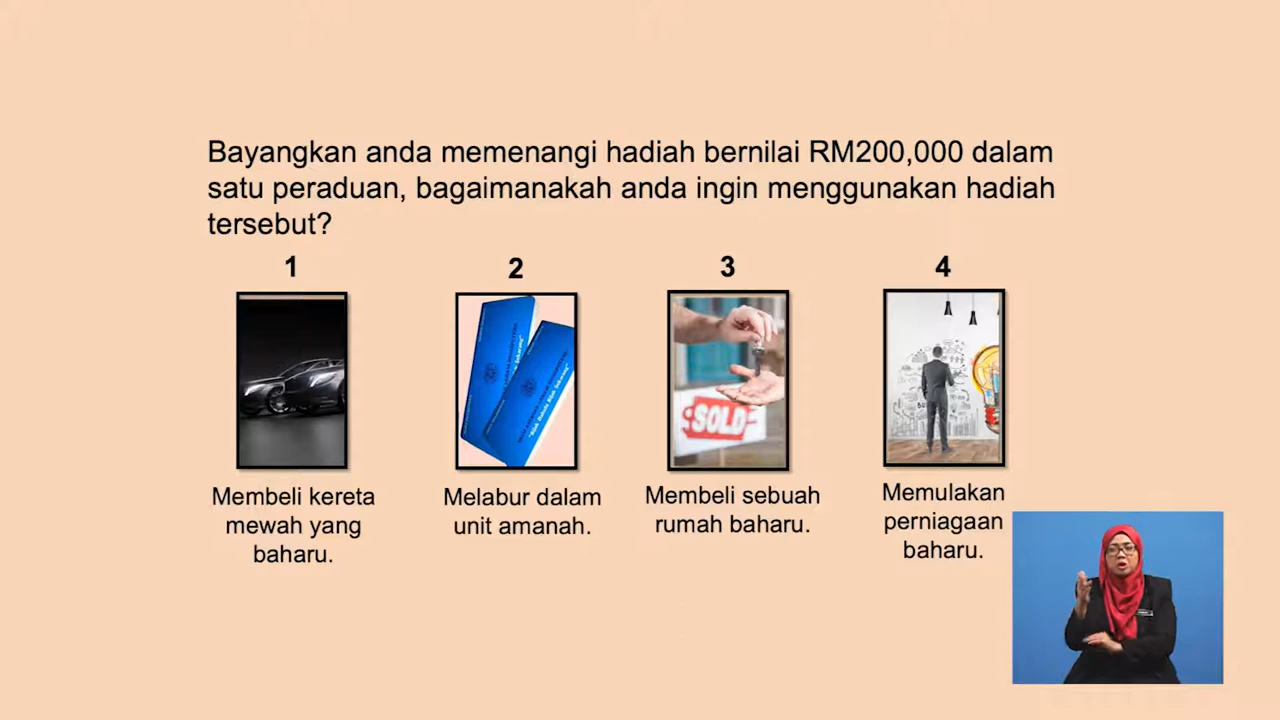 Bayangkan anda memenangi hadiah bernilai RM200,000 dalam
satu peraduan, bagaimanakah anda ingin menggunakan hadiah
tersebut?
1
2
3
4
SOLD
Membeli kereta
mewah yang
baharu.
Melabur dalam
unit amanah.
Membeli sebuah
rumah baharu.
Memulakan
perniagaan
baharu.